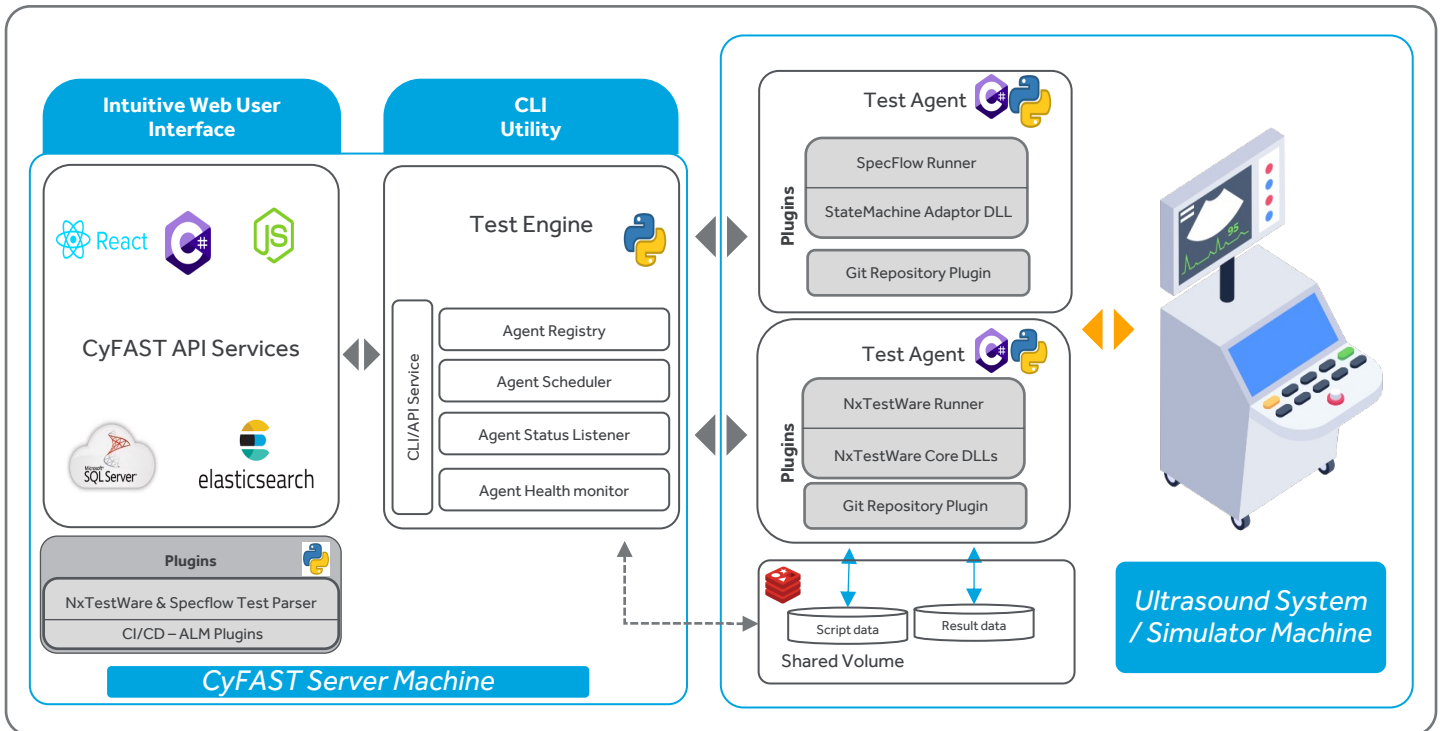 Intuitive Web User
Interface
CLI
Utility
React
C#
JS
CyFAST API Services
Microsoft
SQL Server
elasticsearch
Plugins
NxTestWare & Specflow Test Parser
CI/CD – ALM Plugins
CyFAST Server Machine
Test Engine
CLI/API Service
Agent Registry
Agent Scheduler
Agent Status Listener
Agent Health monitor
Test Agent
C#
Plugins
SpecFlow Runner
StateMachine Adaptor DLL
Git Repository Plugin
Test Agent
C#
Plugins
NxTestWare Runner
NxTestWare Core DLLs
Git Repository Plugin
Script data
Result data
Shared Volume
95
Ultrasound System
/ Simulator Machine